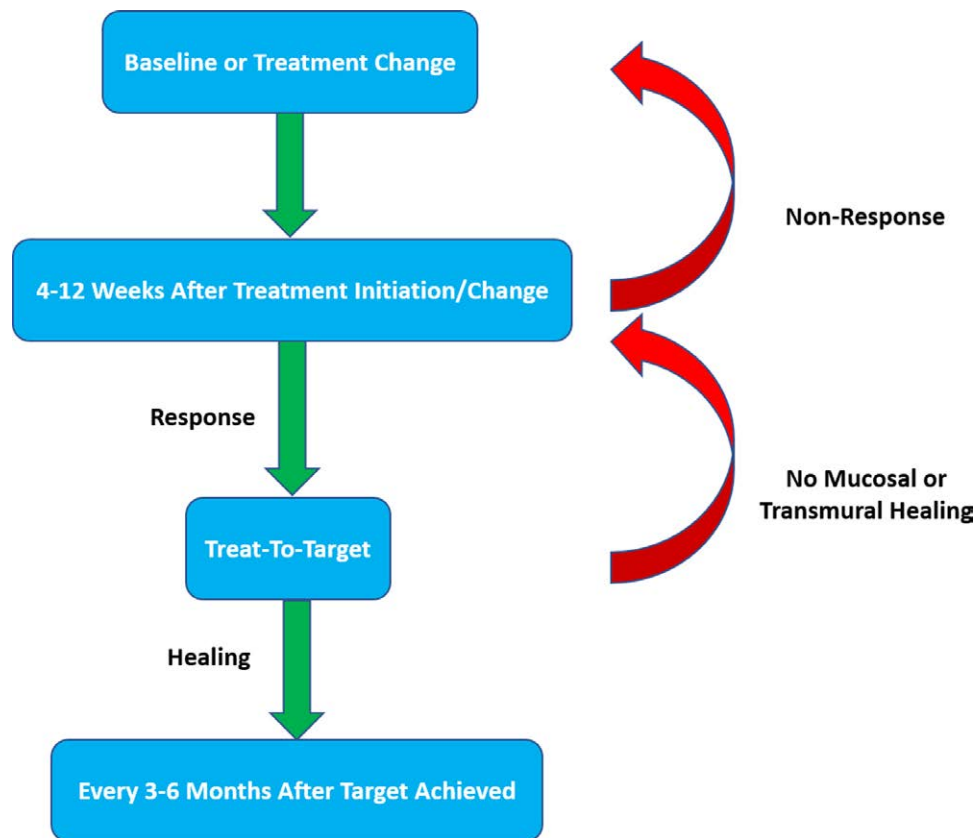 Baseline or Treatment Change
Non-Response
4-12 Weeks After Treatment Initiation/Change
Response
No Mucosal or
Transmural Healing
Treat-To-Target
Healing
Every 3-6 Months After Target Achieved